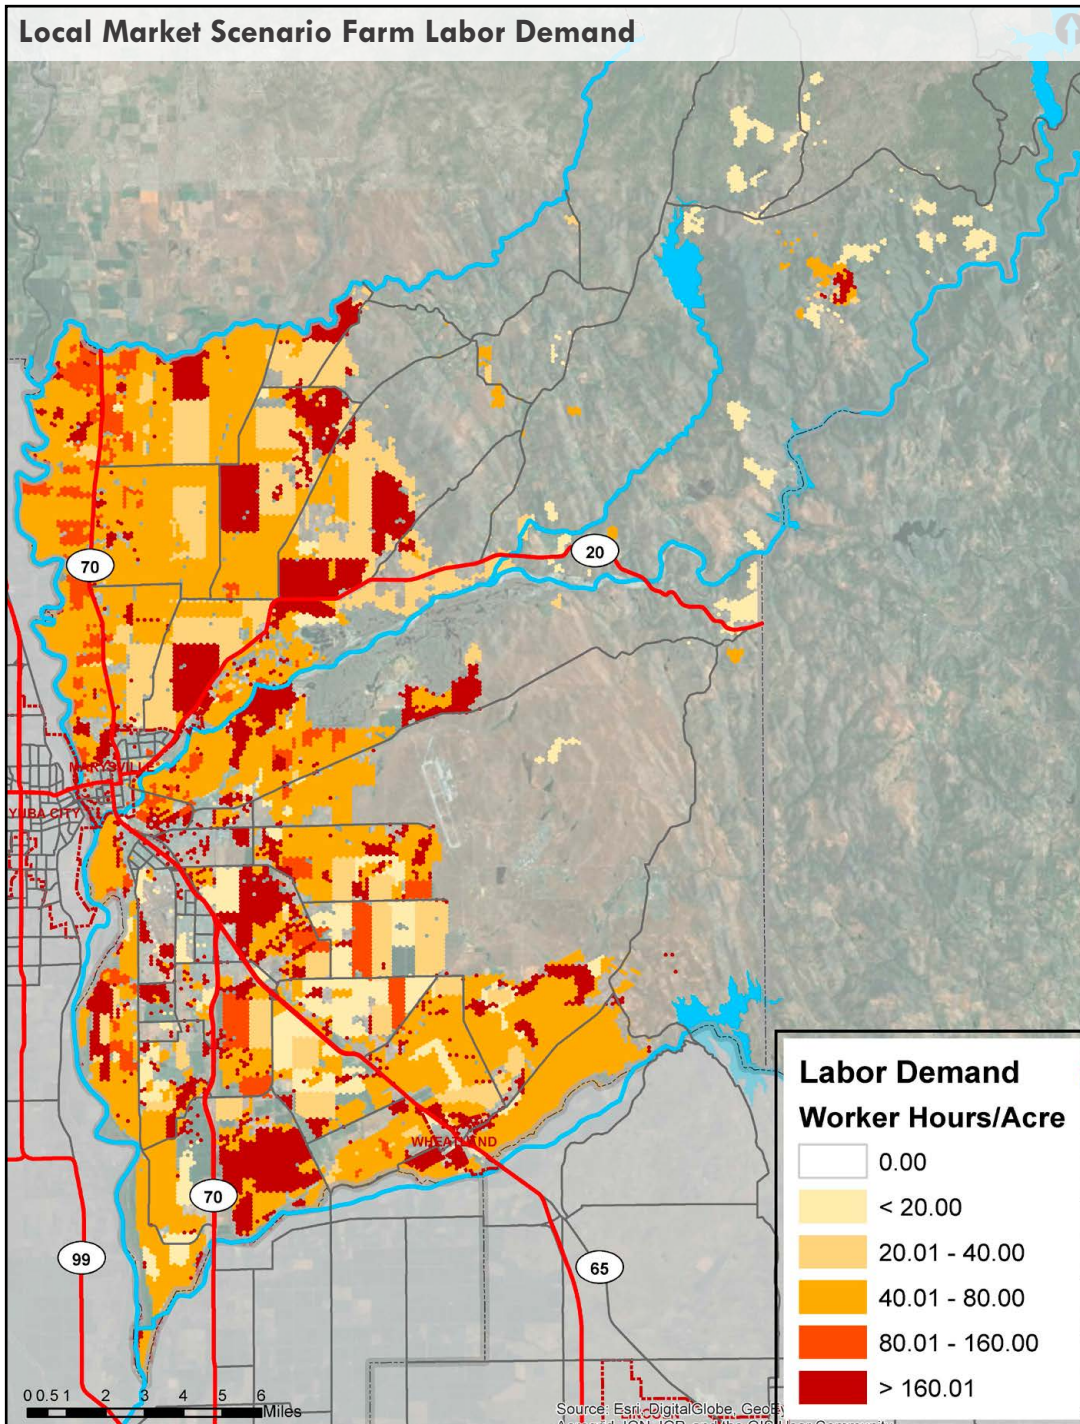 Local Market Scenario Farm Labor Demand
20
70
MARYSVILLE
YUBA CITY
WHEATLAND
70
99
65
Labor Demand
Worker Hours/Acre
0.00
< 20.00
20.01 - 40.00
40.01 - 80.00
80.01 - 160.00
> 160.01
0 0.5 1 2 3 4 5 6
Miles
Source: Esri, DigitalGlobe,
LINCOLN